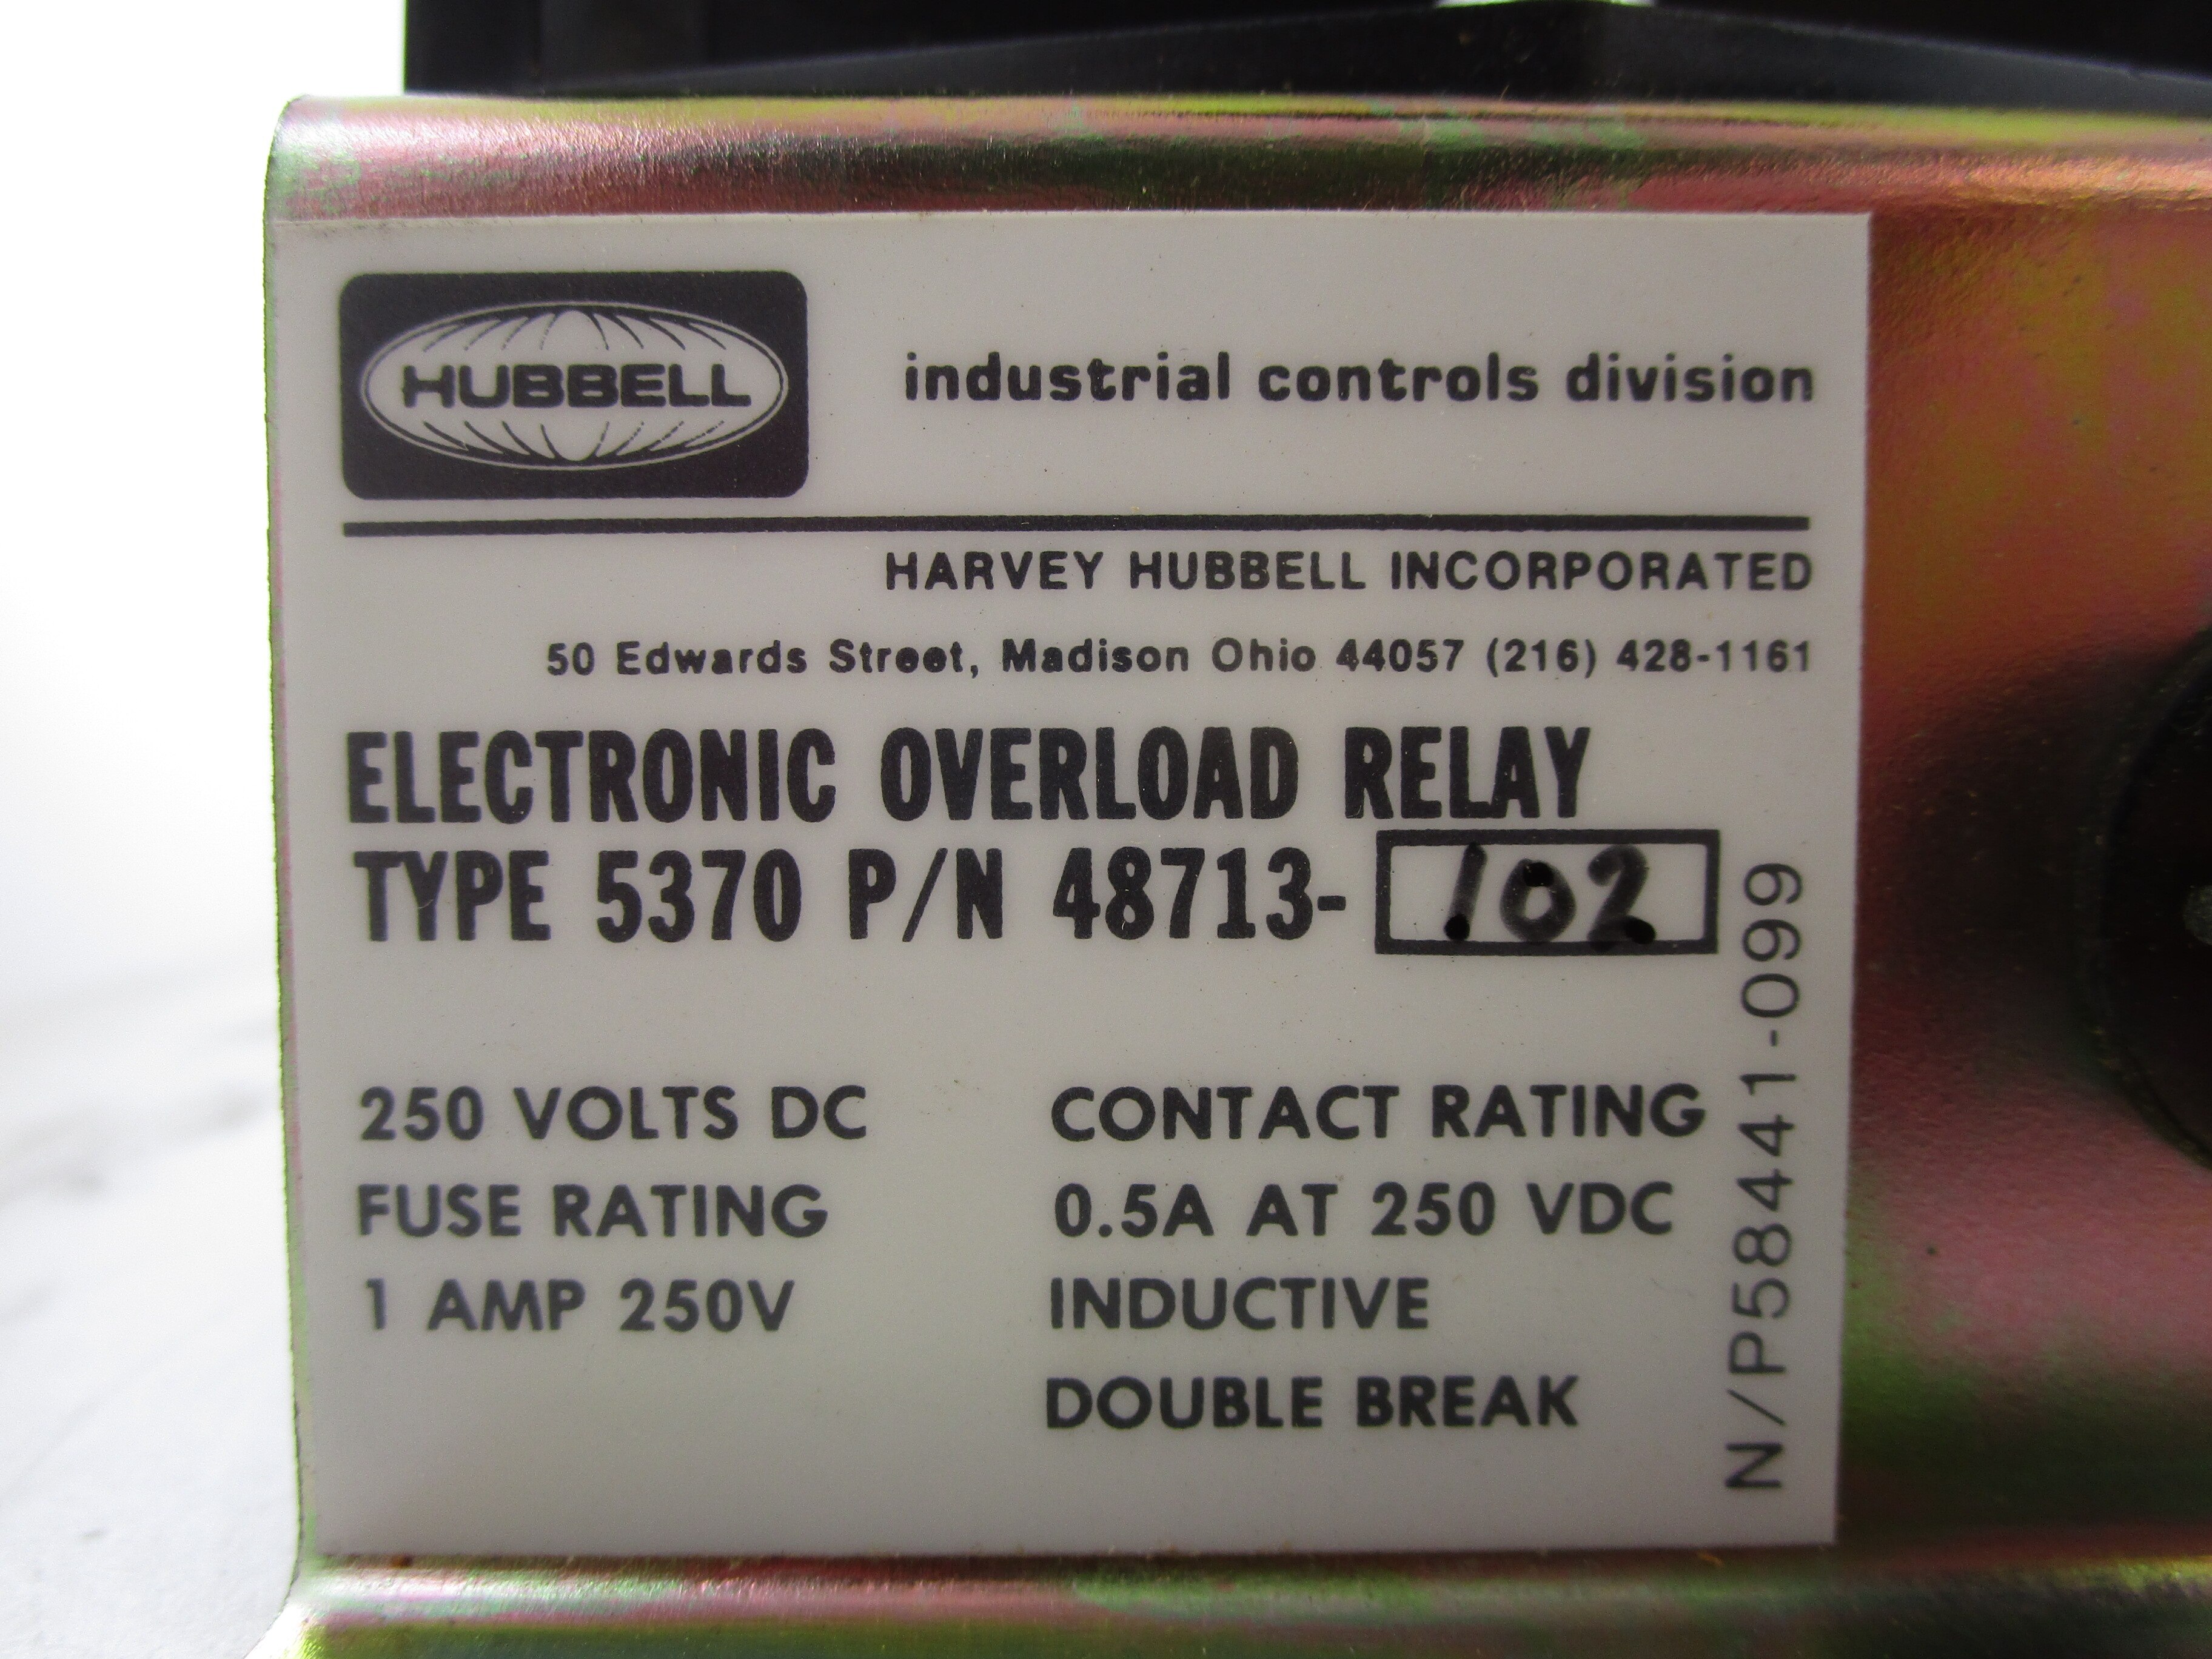 HUBBELL
industrial controls division
HARVEY HUBBELL INCORPORATED
50 Edwards Street, Madison Ohio 44057 (216) 428-1161
ELECTRONIC OVERLOAD RELAY
TYPE 5370 P/N 48713- 102
250 VOLTS DC
FUSE RATING
1 AMP 250V
CONTACT RATING
0.5A AT 250 VDC
INDUCTIVE
DOUBLE BREAK
N/P58441-099